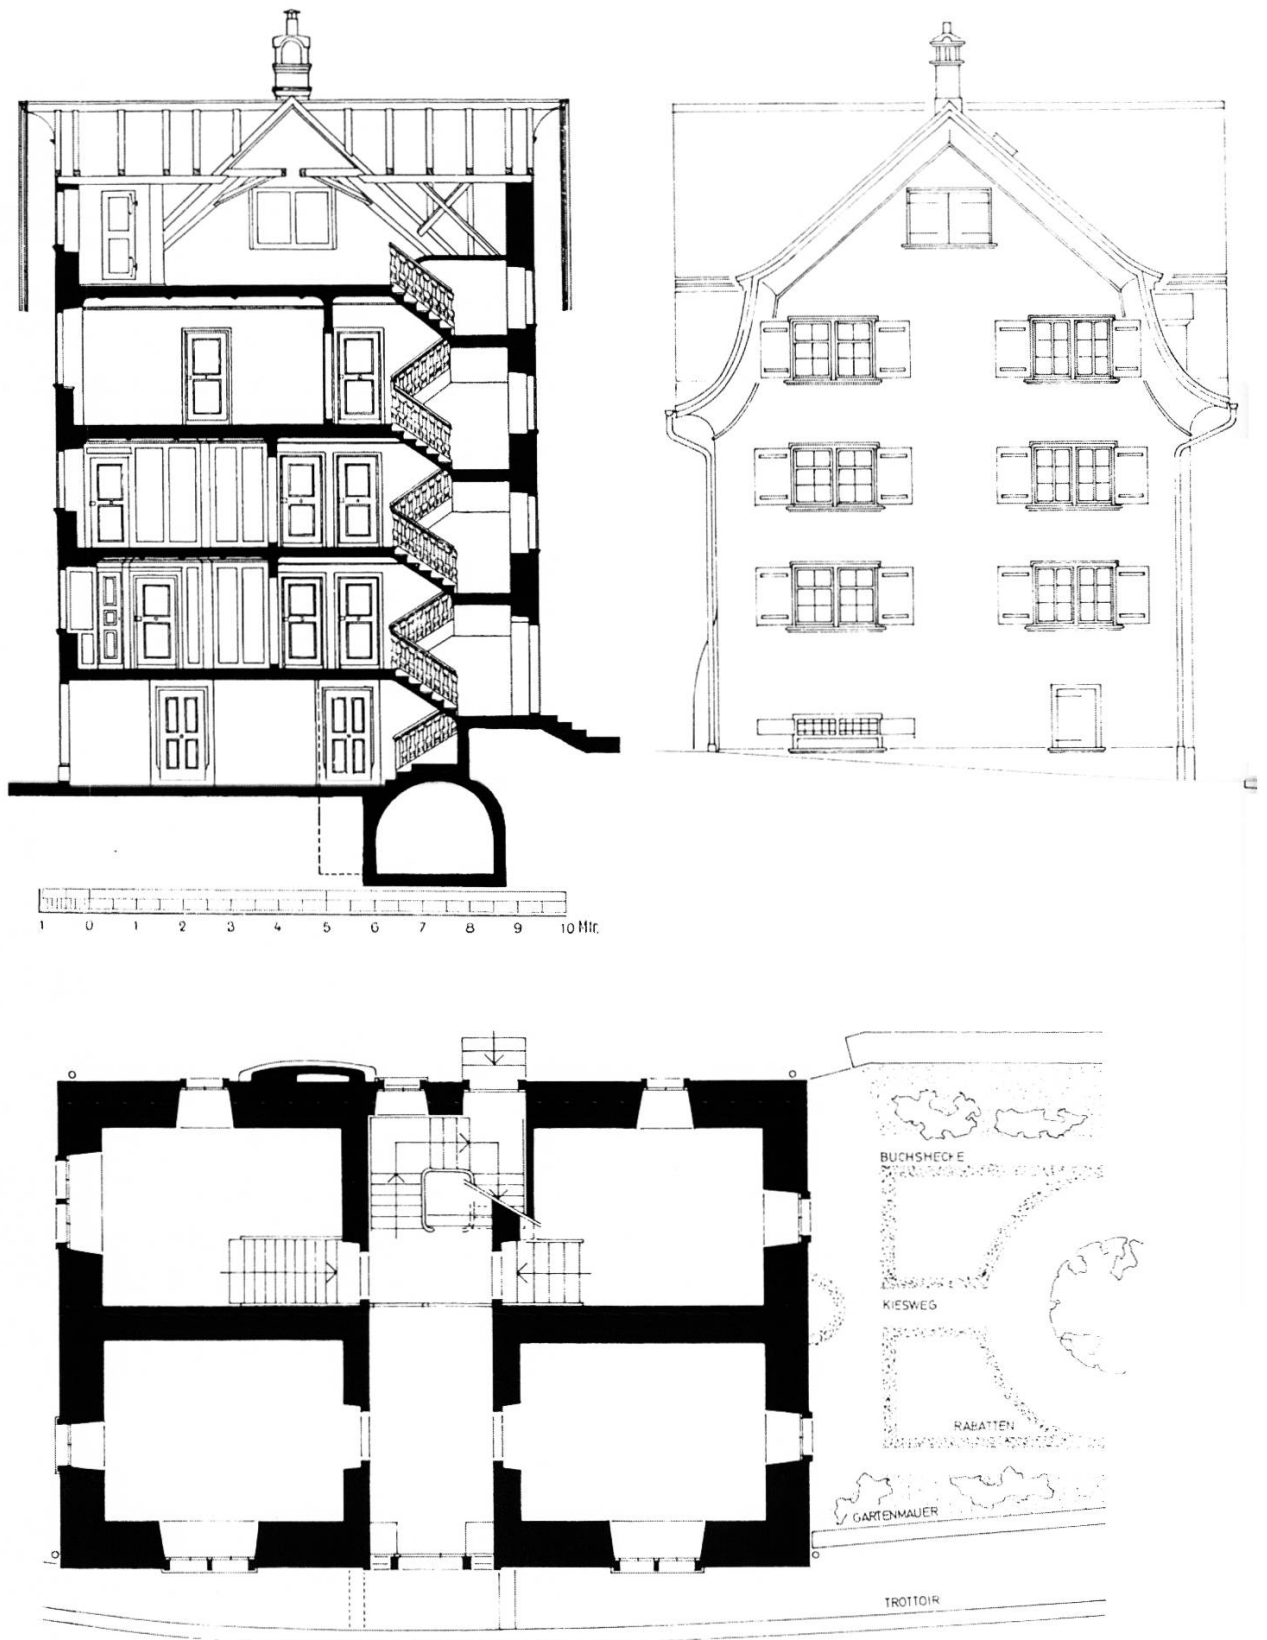 1 0 1 2 3 4 5 6 7 8 9 10 Mtr.
BUCHSHECKE
KIESWEG
RABATTEN
GARTENMAUER
TROTTOIR